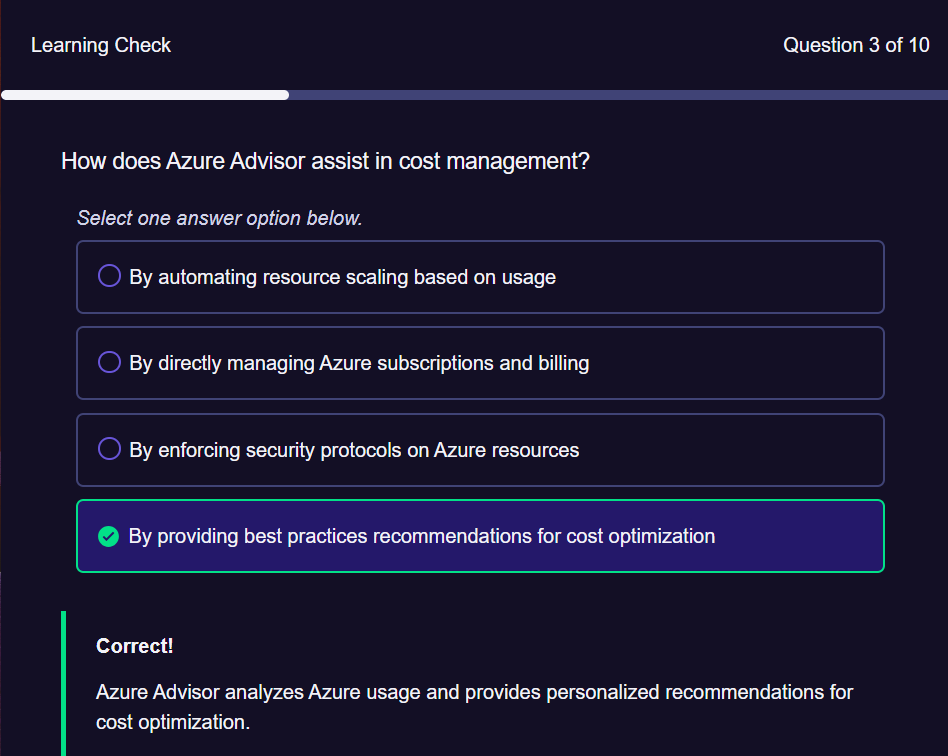 Learning Check
Question 3 of 10
How does Azure Advisor assist in cost management?
Select one answer option below.
By automating resource scaling based on usage
By directly managing Azure subscriptions and billing
By enforcing security protocols on Azure resources
By providing best practices recommendations for cost optimization
Correct!
Azure Advisor analyzes Azure usage and provides personalized recommendations for
cost optimization.